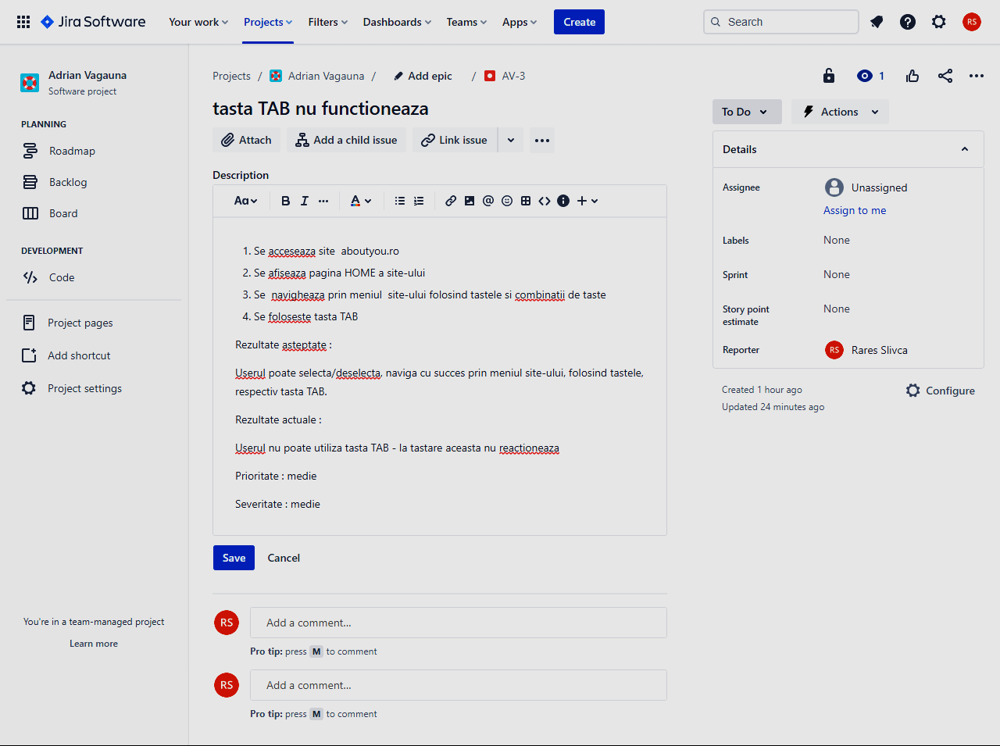 Jira Software
Your work
Projects
Filters
Dashboards
Teams
Apps
Create
Search
RS
Adrian Vagauna
Software project
PLANNING
Roadmap
Backlog
Board
DEVELOPMENT
Code
Project pages
Add shortcut
Project settings
You're in a team-managed project
Learn more
Projects / Adrian Vagauna / Add epic / AV-3
1
tasta TAB nu functioneaza
Attach
Add a child issue
Link issue
Description
Aa B I A
1. Se acceseaza site  aboutyou.ro
2. Se afiseaza pagina HOME a site-ului
3. Se  navigheaza prin meniul  site-ului folosind tastele si combinatii de taste
4. Se foloseste tasta TAB
Rezultate asteptate :
Userul poate selecta/deselecta, naviga cu succes prin meniul site-ului, folosind tastele,
respectiv tasta TAB.
Rezultate actuale :
Userul nu poate utiliza tasta TAB - la tastare aceasta nu reactioneaza
Prioritate : medie
Severitate : medie
Save
Cancel
RS
Add a comment...
Pro tip: press M to comment
RS
Add a comment...
Pro tip: press M to comment
To Do
Actions
Details
Assignee
Unassigned
Assign to me
Labels
None
Sprint
None
Story point
estimate
None
Reporter
RS
Rares Slivca
Created 1 hour ago
Updated 24 minutes ago
Configure